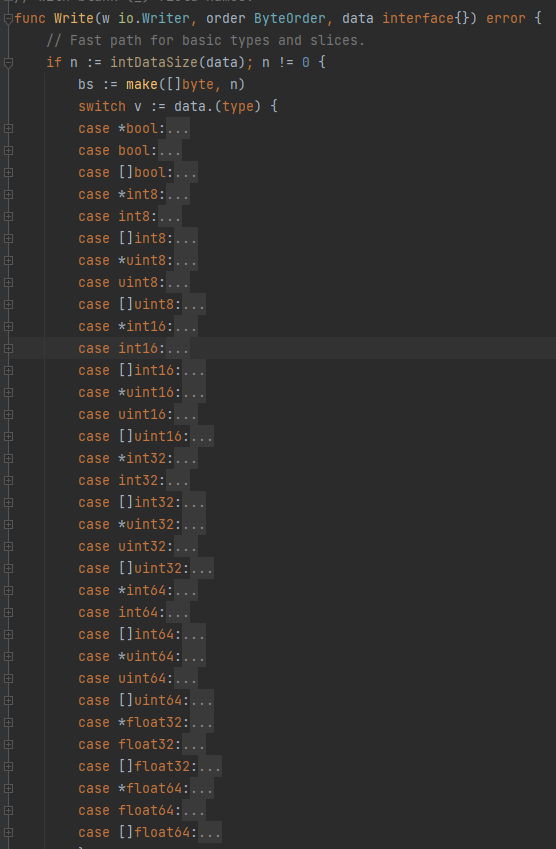 func Write(w io.Writer, order ByteOrder, data interface{}) error {
// Fast path for basic types and slices.
if n := intDataSize(data); n != 0 {
bs := make([]byte, n)
switch v := data.(type) {
case *bool:...
case bool:...
case []bool:...
case *int8:...
case int8:...
case []int8:...
case *uint8:...
case uint8:...
case []uint8:...
case *int16:...
case int16:...
case []int16:...
case *uint16:...
case uint16:...
case []uint16:...
case *int32:...
case int32:...
case []int32:...
case *uint32:...
case uint32:...
case []uint32:...
case *int64:...
case int64:...
case []int64:...
case *uint64:...
case uint64:...
case []uint64:...
case *float32:...
case float32:...
case []float32:...
case *float64:...
case float64:...
case []float64:...